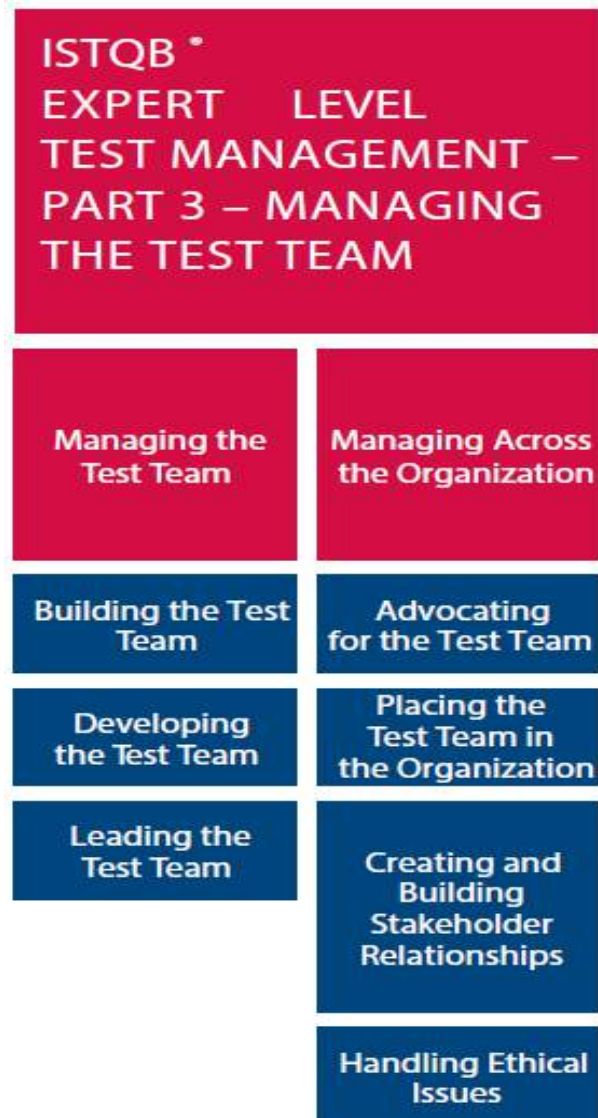 ISTQB ®
EXPERT LEVEL
TEST MANAGEMENT –
PART 3 – MANAGING
THE TEST TEAM
Managing the
Test Team
Managing Across
the Organization
Building the Test
Team
Advocating
for the Test Team
Developing
the Test Team
Placing the
Test Team in
the Organization
Leading the
Test Team
Creating and
Building
Stakeholder
Relationships
Handling Ethical
Issues